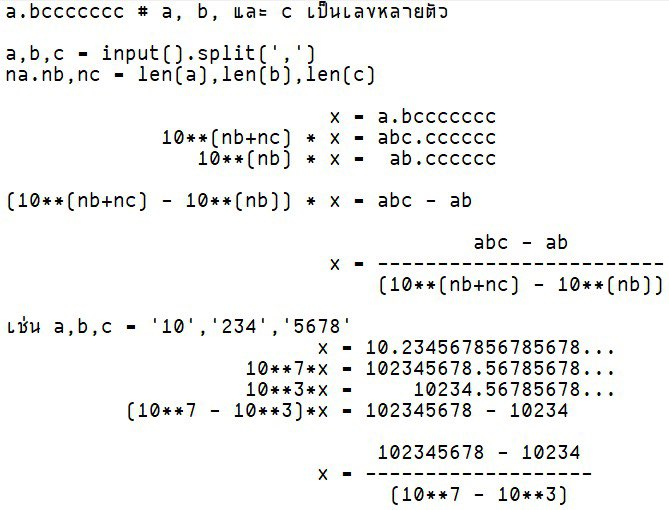 a.bccccccc # a, b, และ c เป็นเลขหลายตัว
a,b,c = input().split(',')
na.nb,nc = len(a),len(b),len(c)
x = a.bccccccc
10**(nb+nc) * x = abc.cccccc
10**(nb) * x = ab.cccccc
(10**(nb+nc) - 10**(nb)) * x = abc - ab
abc - ab
x = ------------------------
(10**(nb+nc) - 10**(nb))
เช่น a,b,c = '10','234','5678'
x = 10.234567856785678...
10**7*x = 102345678.56785678...
10**3*x = 10234.56785678...
(10**7 - 10**3)*x = 102345678 - 10234
102345678 - 10234
x = -------------------
(10**7 - 10**3)